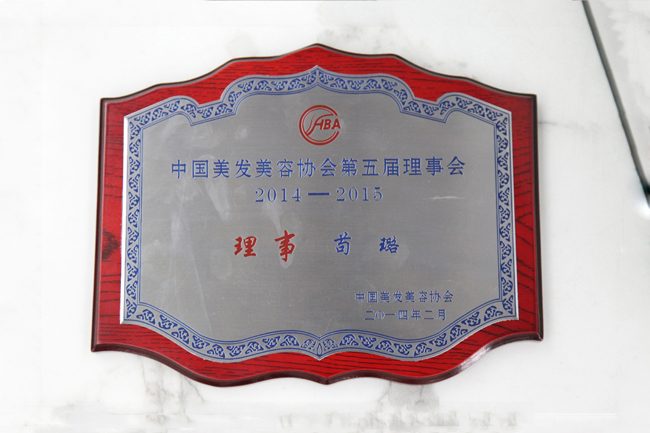 CHBA
中国美发美容协会第五届理事会
2014—2015
理事 苟璐
中国美发美容协会
二〇一四年二月